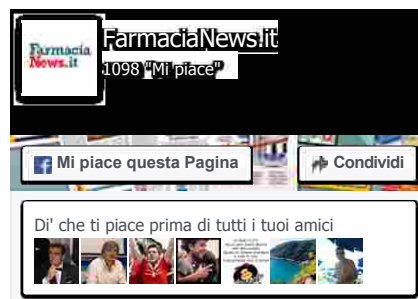 Farmacia
News.it
FarmaciaNews.it
1098 "Mi piace"
Mi piace questa Pagina
Condividi
Di' che ti piace prima di tutti i tuoi amici